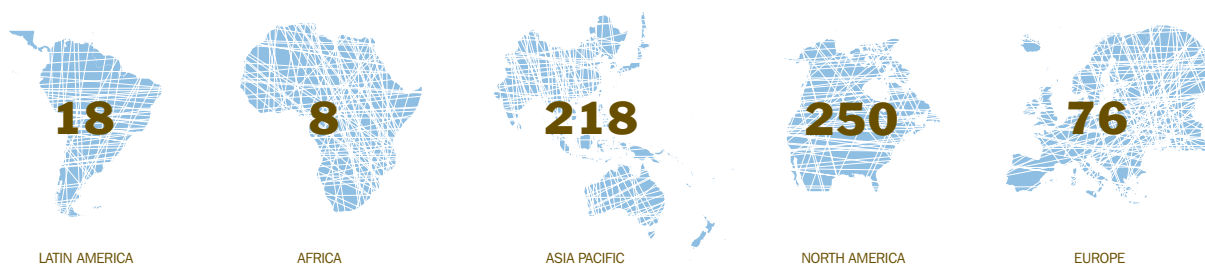 18
8
218
250
76
LATIN AMERICA
AFRICA
ASIA PACIFIC
NORTH AMERICA
EUROPE